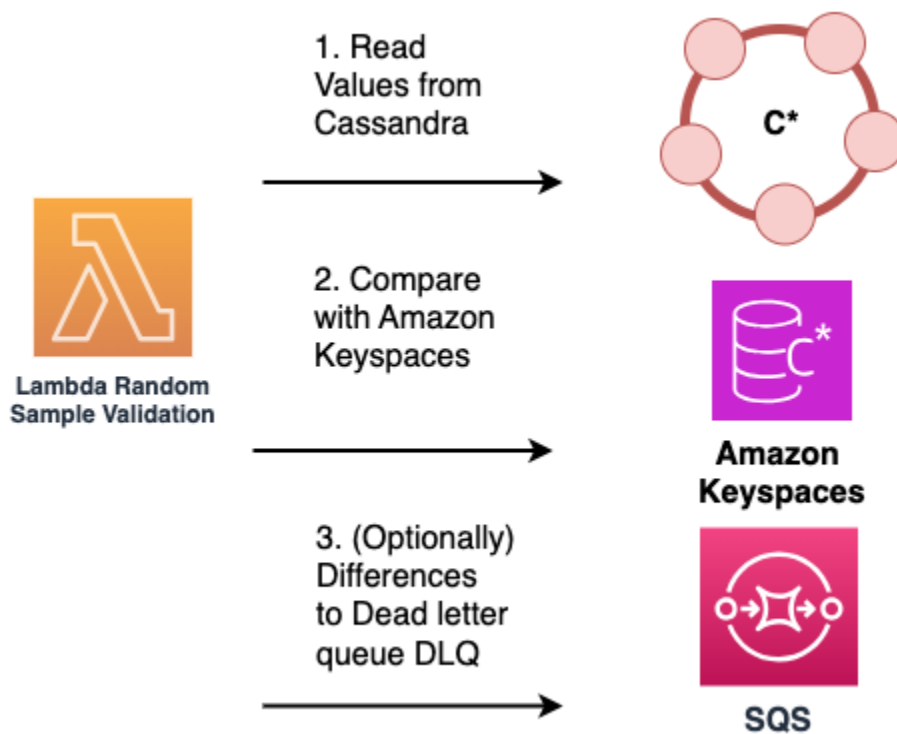 1. Read
Values from
Cassandra
C*
Lambda Random
Sample Validation
2. Compare
with Amazon
Keyspaces
C*
Amazon
Keyspaces
3. (Optionally)
Differences
to Dead letter
queue DLQ
SQS